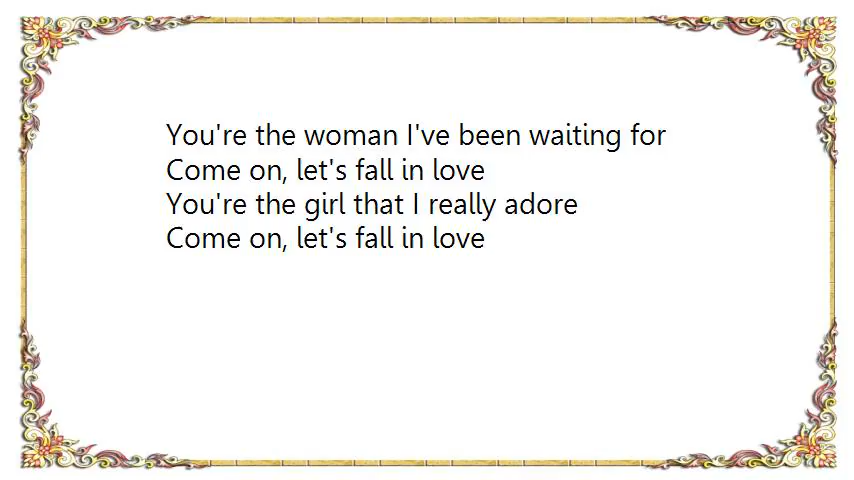 You're the woman I've been waiting for
Come on, let's fall in love
You're the girl that I really adore
Come on, let's fall in love